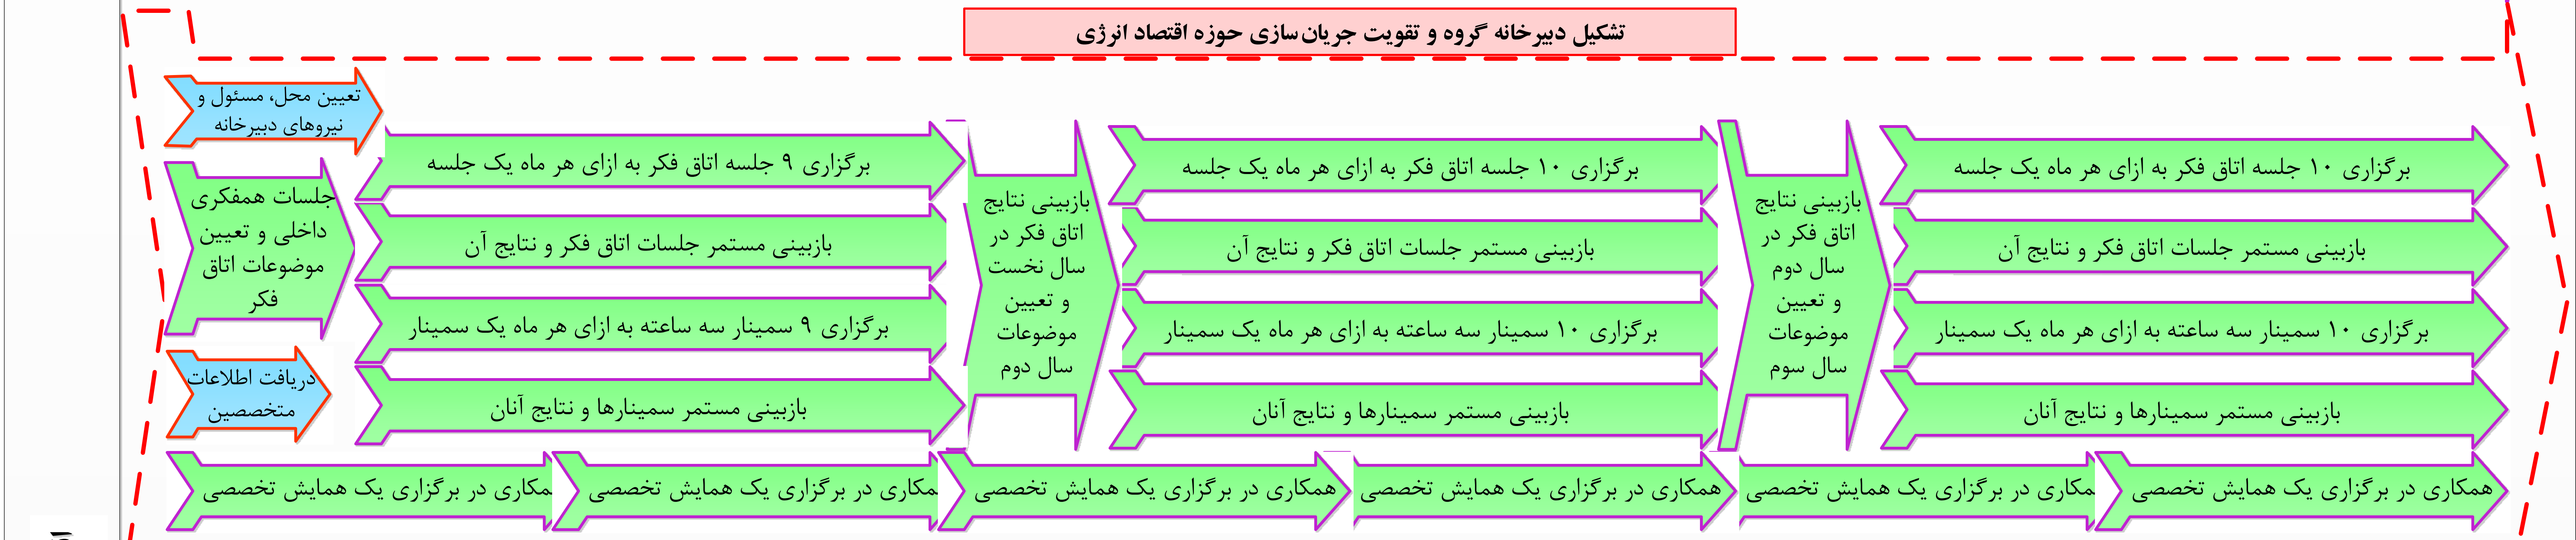 تشکیل دبیرخانه گروه و تقویت جریان‌سازی حوزه اقتصاد انرژی
تعیین محل، مسئول و
نیروهای دبیرخانه
جلسات همفکری
داخلی و تعیین
موضوعات اتاق
فکر
دریافت اطلاعات
متخصصین
برگزاری ۹ جلسه اتاق فکر به ازای هر ماه یک جلسه
بازبینی مستمر جلسات اتاق فکر و نتایج آن
برگزاری ۹ سمینار سه ساعته به ازای هر ماه یک سمینار
بازبینی مستمر سمینارها و نتایج آنان
بازبینی نتایج
اتاق فکر در
سال نخست
و تعیین
موضوعات
سال دوم
برگزاری ۱۰ جلسه اتاق فکر به ازای هر ماه یک جلسه
بازبینی مستمر جلسات اتاق فکر و نتایج آن
برگزاری ۱۰ سمینار سه ساعته به ازای هر ماه یک سمینار
بازبینی مستمر سمینارها و نتایج آنان
بازبینی نتایج
اتاق فکر در
سال دوم
و تعیین
موضوعات
سال سوم
برگزاری ۱۰ جلسه اتاق فکر به ازای هر ماه یک جلسه
بازبینی مستمر جلسات اتاق فکر و نتایج آن
برگزاری ۱۰ سمینار سه ساعته به ازای هر ماه یک سمینار
بازبینی مستمر سمینارها و نتایج آنان
در برگزاری یک همایش تخصصی
در برگزاری یک همایش تخصصی
همکاری در برگزاری یک همایش تخصصی
همکاری در برگزاری یک همایش تخصصی
در برگزاری یک همایش تخصصی
همکاری در برگزاری یک همایش تخصصی